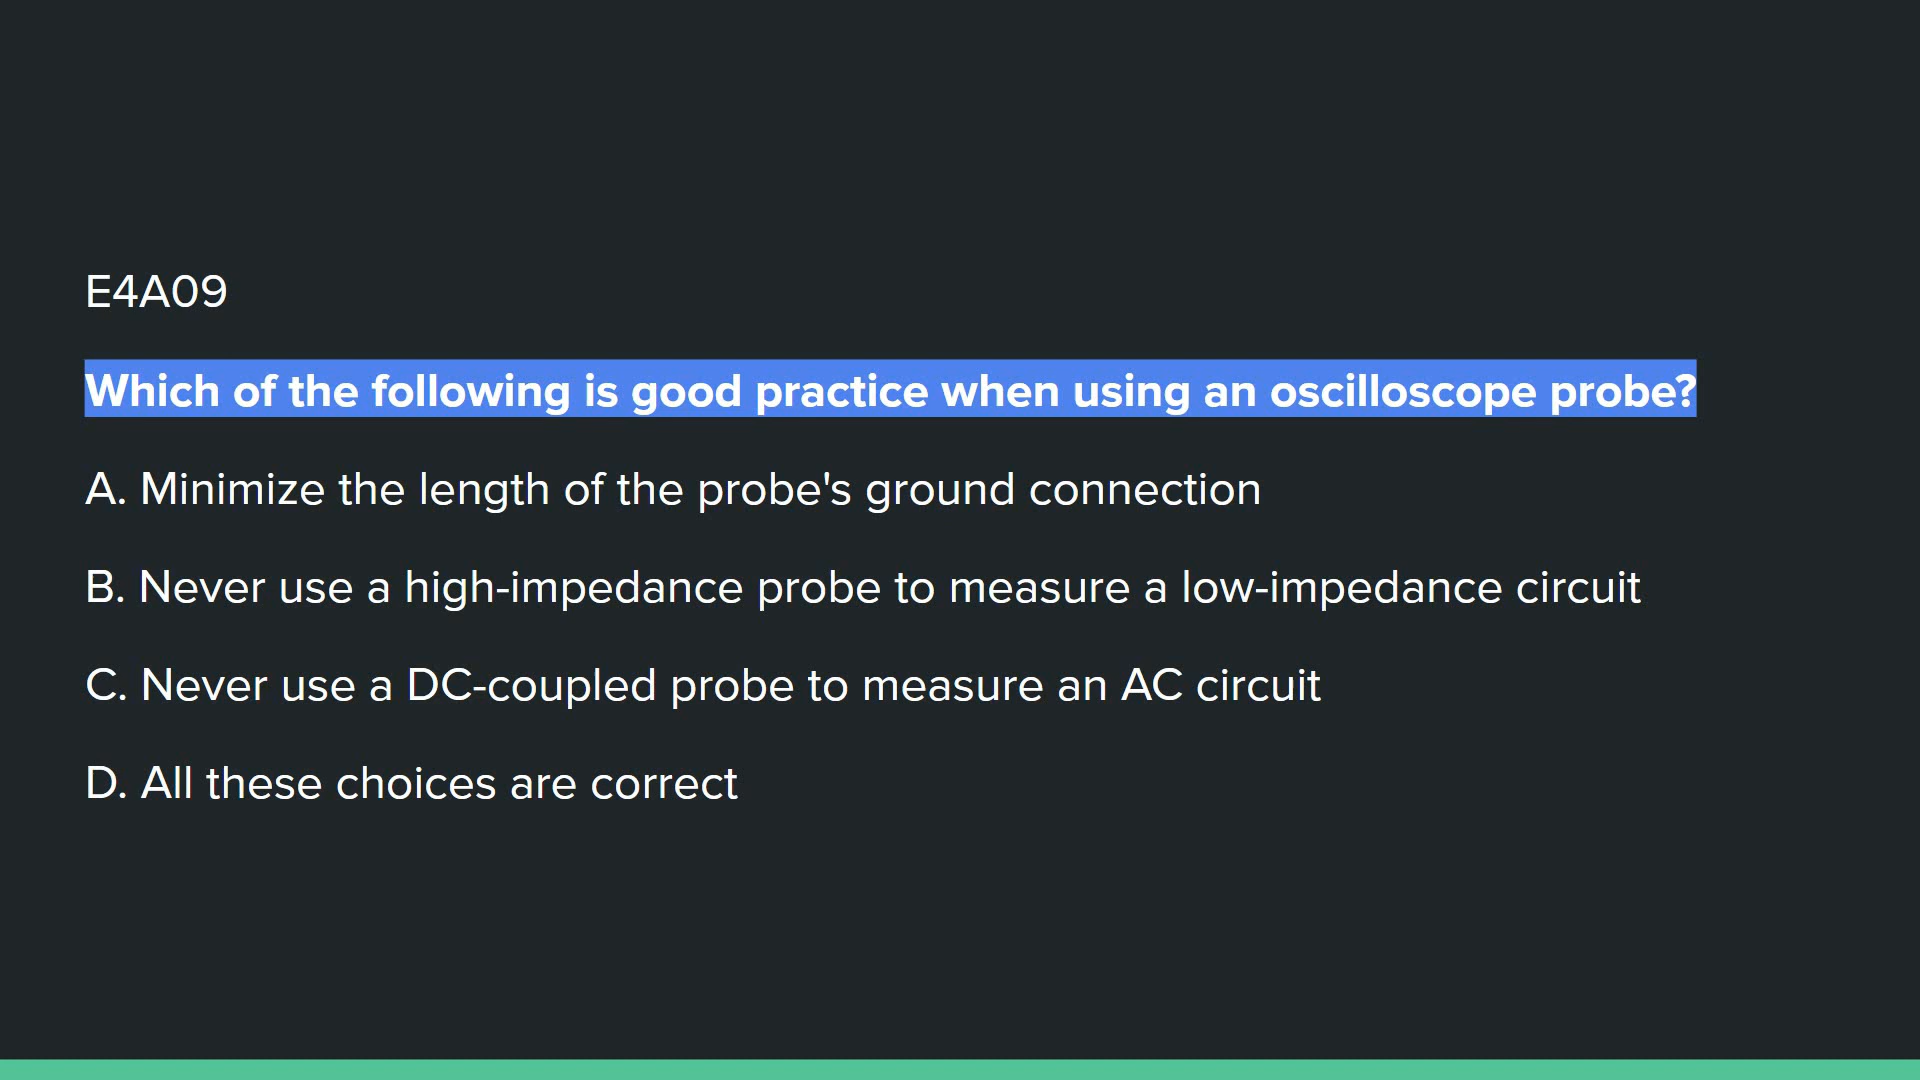 E4A09
Which of the following is good practice when using an oscilloscope probe?
A. Minimize the length of the probe's ground connection
B. Never use a high-impedance probe to measure a low-impedance circuit
C. Never use a DC-coupled probe to measure an AC circuit
D. All these choices are correct